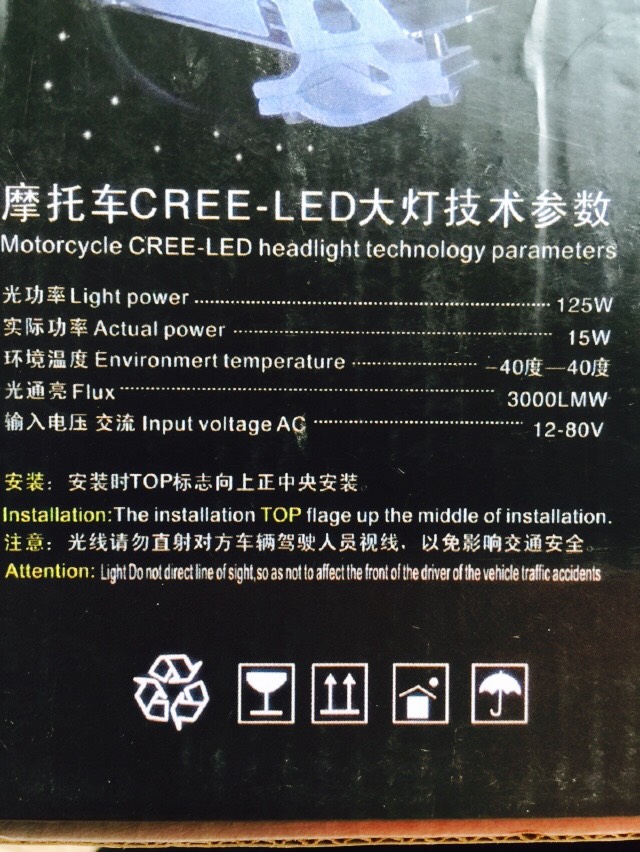 摩托车CREE-LED大灯技术参数
Motorcycle CREE-LED headlight technology parameters
光功率 Light power ........................ 125W
实际功率 Actual power ........................ 15W
环境温度 Environmert temperature ........................ -40度—40度
光通亮 Flux ........................ 3000LMW
输入电压 交流 Input voltage AC ........................ 12-80V
安装：安装时TOP标志向上正中央安装。
Installation:The installation TOP flage up the middle of installation.
注意：光线请勿直射对方车辆驾驶人员视线，以免影响交通安全。
Attention: Light Do not direct line of sight,so as not to affect the front of the driver of the vehicle traffic accidents